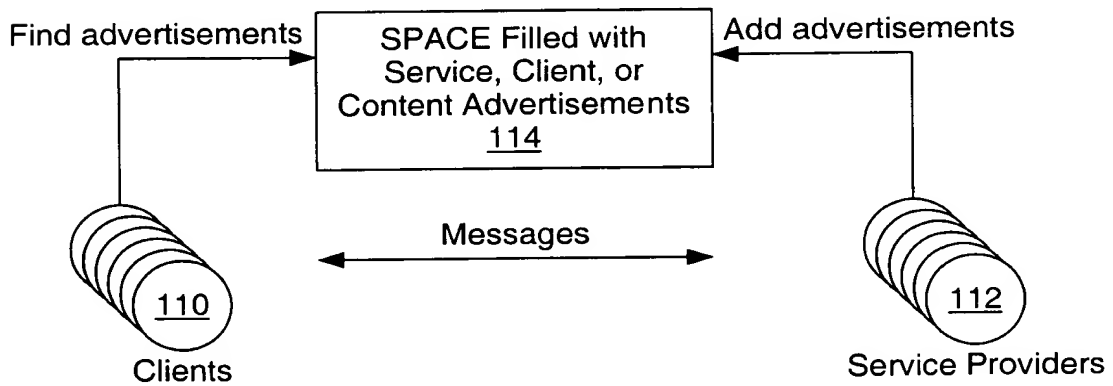 Find advertisements
SPACE Filled with
Service, Client, or
Content Advertisements
114
Add advertisements
Messages
110
Clients
112
Service Providers